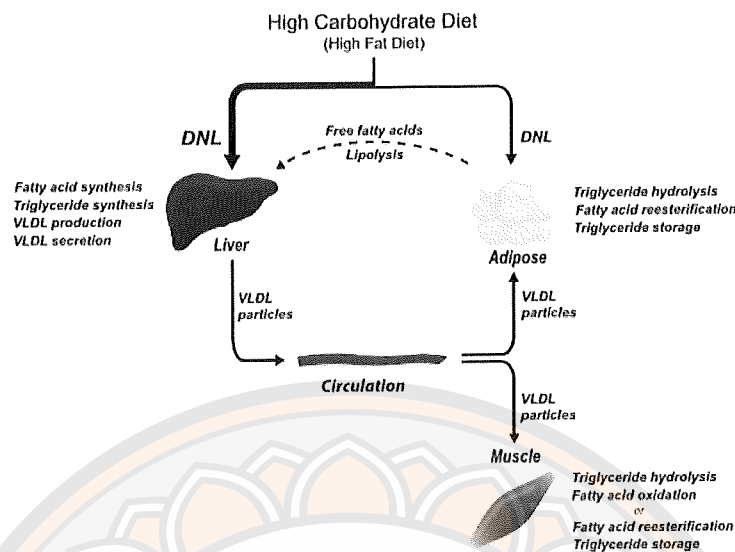 High Carbohydrate Diet
(High Fat Diet)
DNL
Free fatty acids
Lipolysis
DNL
Fatty acid synthesis
Triglyceride synthesis
VLDL production
VLDL secretion
Liver
Triglyceride hydrolysis
Fatty acid reesterification
Triglyceride storage
Adipose
VLDL
particles
VLDL
particles
Circulation
VLDL
particles
Muscle
Triglyceride hydrolysis
Fatty acid oxidation
or
Fatty acid reesterification
Triglyceride storage